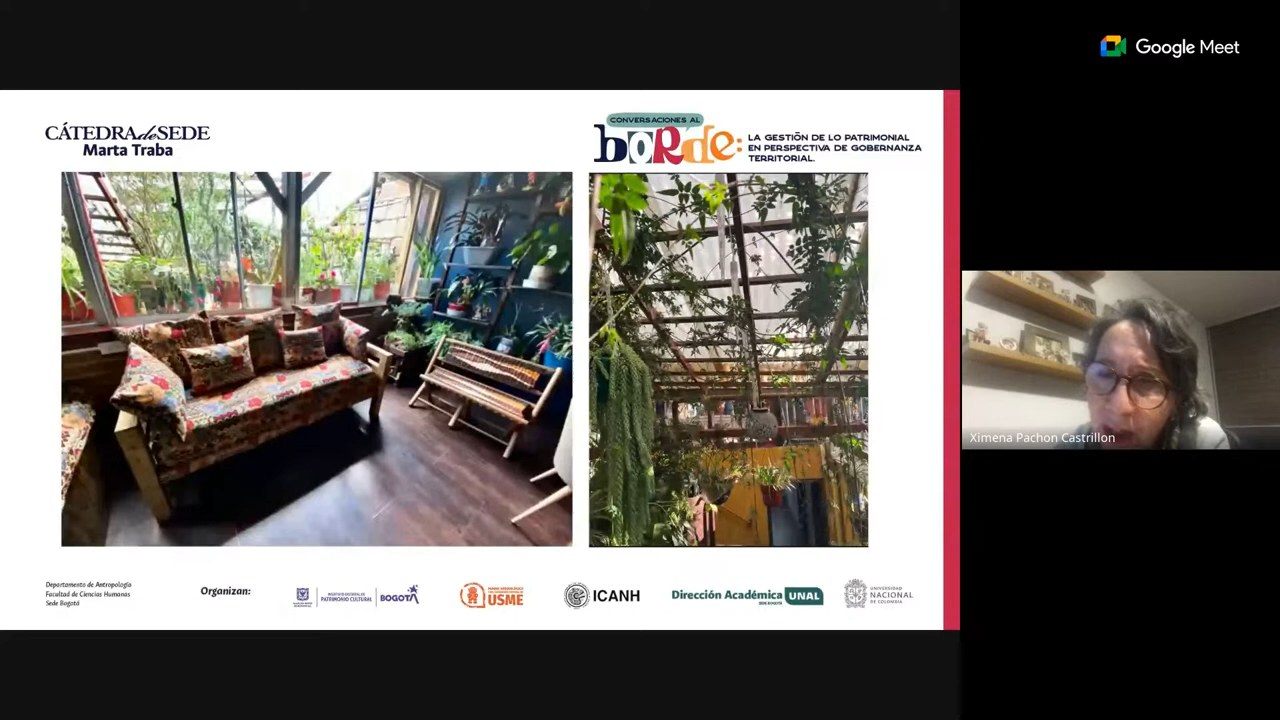 Google Meet
CÁTEDRAdeSEDE
Marta Traba
CONVERSACIONES AL
borde:
LA GESTIÓN DE LO PATRIMONIAL
EN PERSPECTIVA DE GOBERNANZA
TERRITORIAL.
Ximena Pachon Castrillon
Departamento de Antropología
Facultad de Ciencias Humanas
Sede Bogotá
Organizan:
PATRIMONIO CULTURAL
BOGOTÁ
USME
ICANH
Dirección Académica UNAL
SEDE BOGOTÁ
UNIVERSIDAD
NACIONAL
DE COLOMBIA